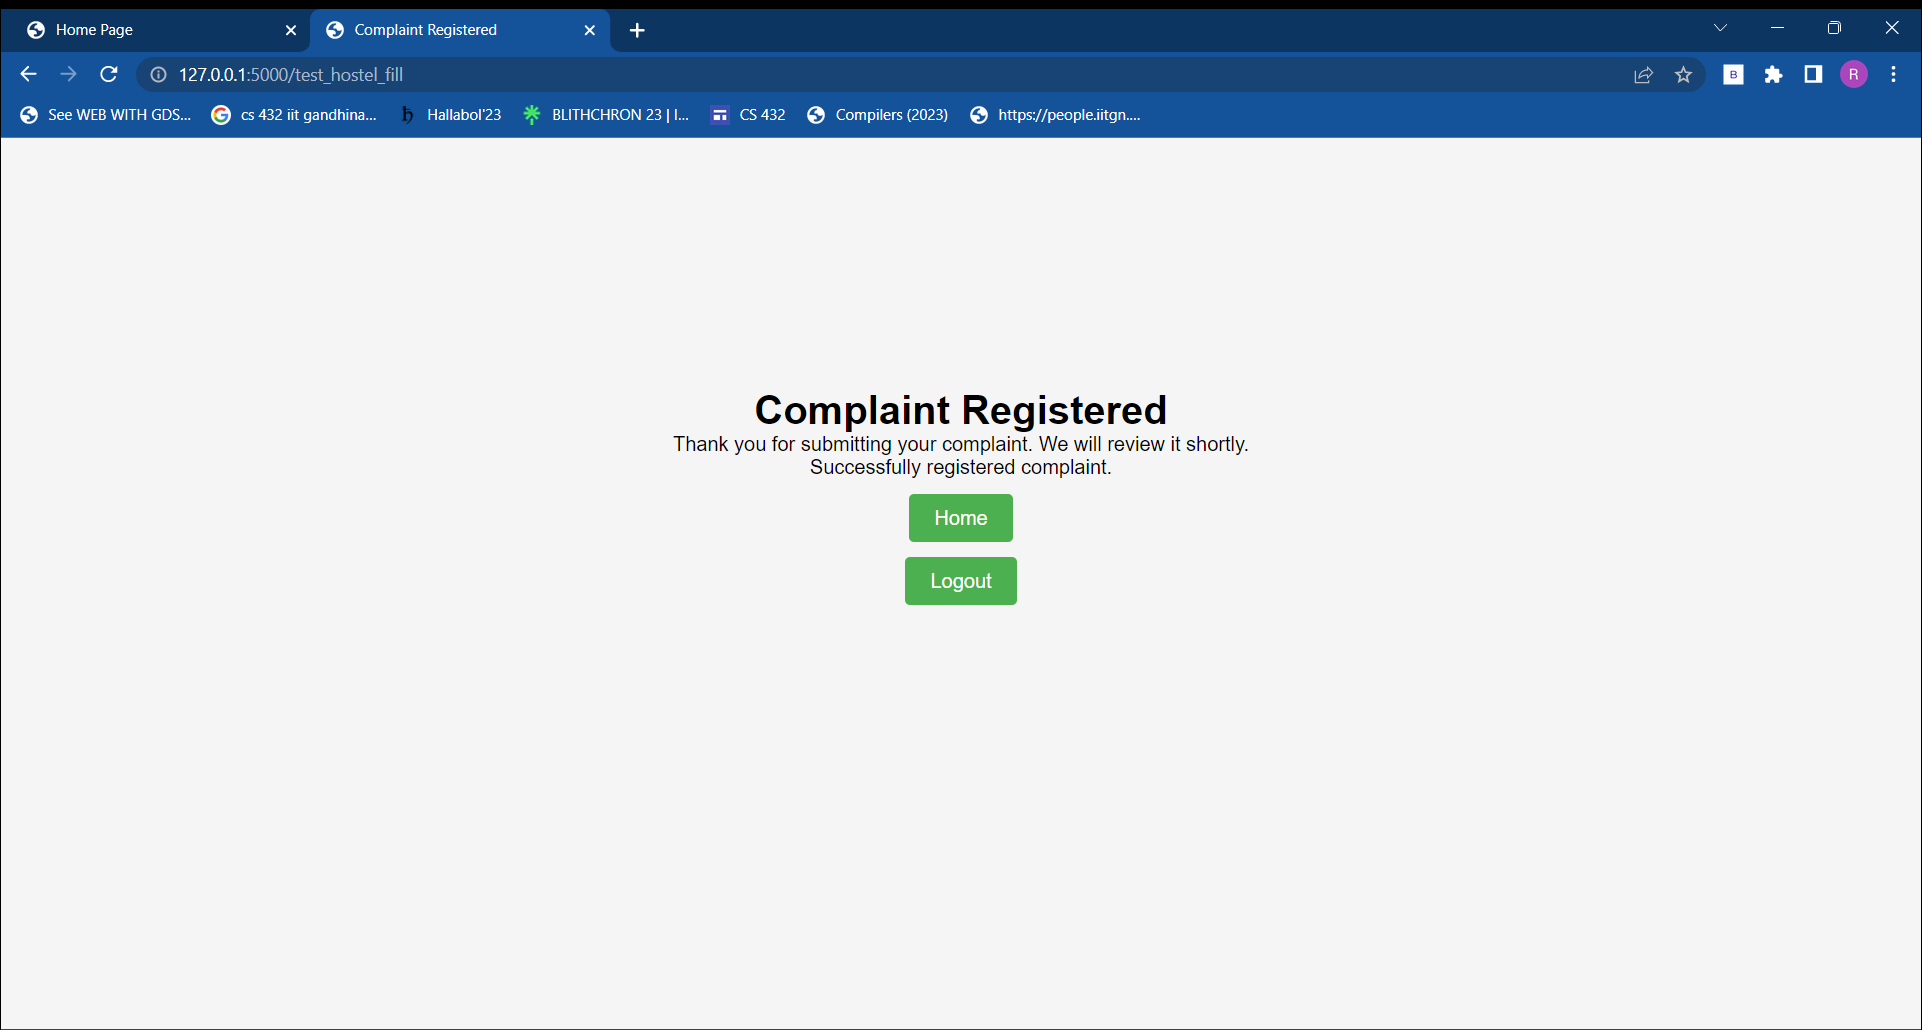 Home Page
Complaint Registered
127.0.0.1:5000/test_hostel_fill
B
R
See WEB WITH GDS...
cs 432 iit gandhina...
Hallabol'23
BLITHCHRON 23 | I...
CS 432
Compilers (2023)
https://people.iitgn....
Complaint Registered
Thank you for submitting your complaint. We will review it shortly.
Successfully registered complaint.
Home
Logout